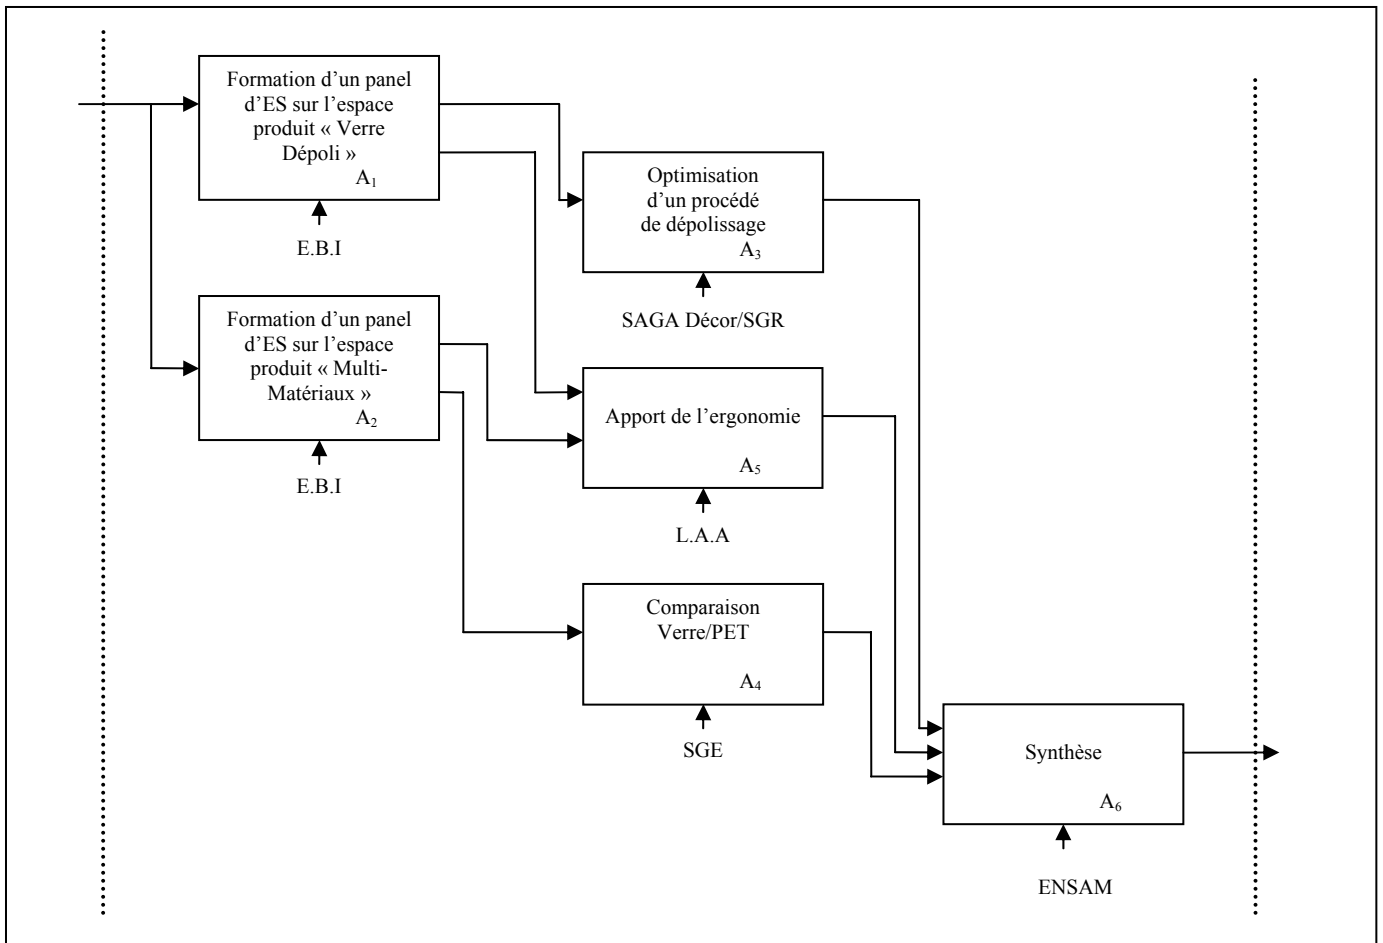 Formation d'un panel
d'ES sur l'espace
produit « Verre
Dépoli »
A₁
E.B.I
Optimisation
d'un procédé
de dépolissage
A₃
SAGA Décor/SGR
Formation d'un panel
d'ES sur l'espace
produit « Multi-
Matériaux »
A₂
E.B.I
Apport de l'ergonomie
A₅
L.A.A
Comparaison
Verre/PET
A₄
SGE
Synthèse
A₆
ENSAM